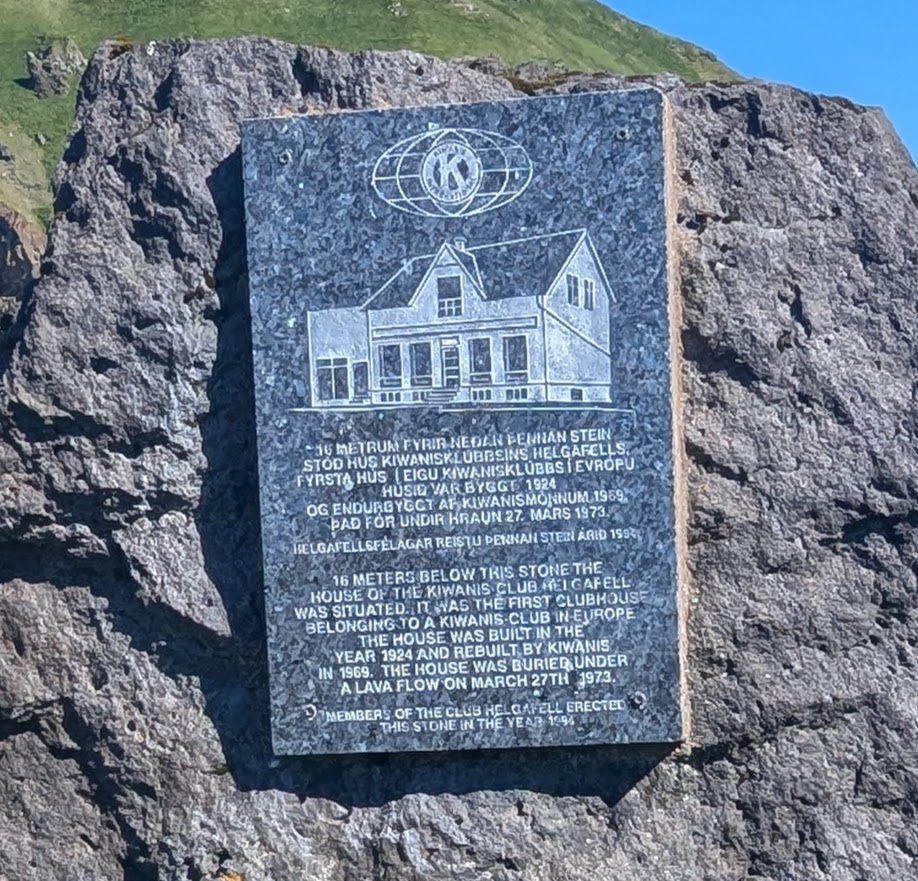 K
16 METRUM FYRIR NEÐAN ÞENNAN STEIN
STÓÐ HÚS KIWANISKLÚBBSINS HELGAFELLS,
FYRSTA HÚS Í EIGU KIWANISKLÚBBS Í EVRÓPU
HÚSIÐ VAR BYGGT 1924
OG ENDURBYGGT AF KIWANISMÖNNUM 1969.
ÞAÐ FÓR UNDIR HRAUN 27. MARS 1973.
HELGAFELLSFÉLAGAR REISTU ÞENNAN STEIN ÁRIÐ
16 METERS BELOW THIS STONE THE
HOUSE OF THE KIWANIS CLUB HELGAFELL
WAS SITUATED. IT WAS THE FIRST CLUBHOUSE
BELONGING TO A KIWANIS CLUB IN EUROPE
THE HOUSE WAS BUILT IN THE
YEAR 1924 AND REBUILT BY KIWANIS
IN 1969. THE HOUSE WAS BURIED UNDER
A LAVA FLOW ON MARCH 27TH 1973.
MEMBERS OF THE CLUB HELGAFELL ERECTED
THIS STONE IN THE YEAR